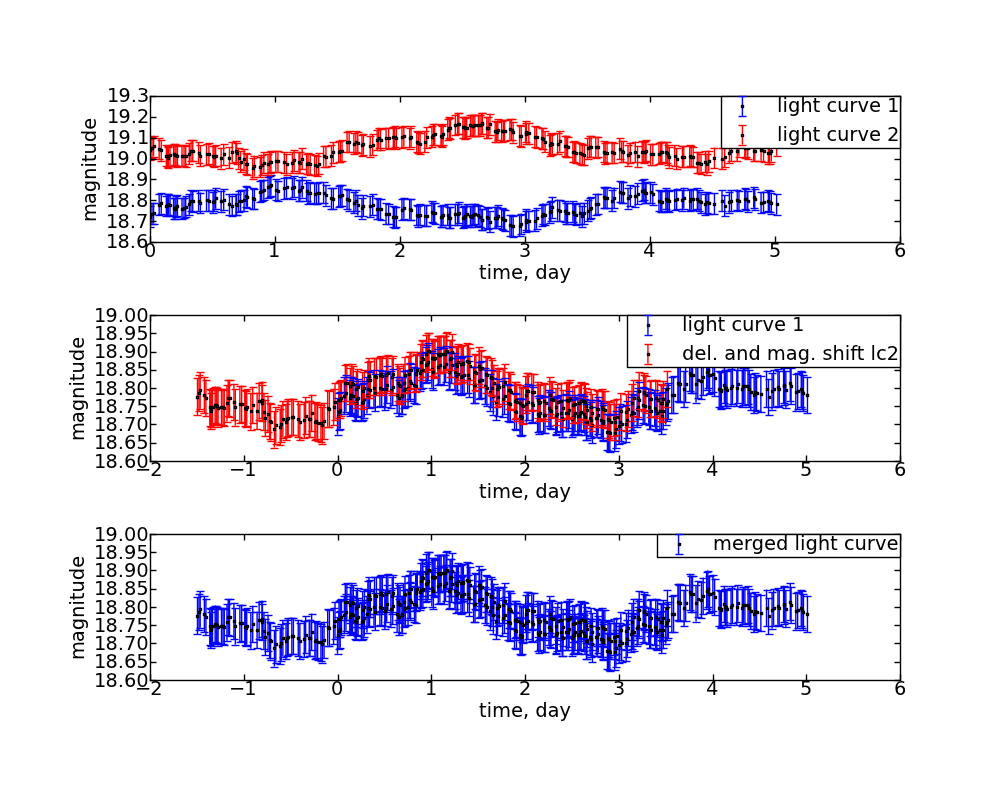 19.3
19.2
19.1
19.0
18.9
18.8
18.7
18.6
magnitude
light curve 1
light curve 2
0 1 2 3 4 5 6
time, day
19.00
18.95
18.90
18.85
18.80
18.75
18.70
18.65
18.60
magnitude
light curve 1
del. and mag. shift lc2
−2 −1 0 1 2 3 4 5 6
time, day
19.00
18.95
18.90
18.85
18.80
18.75
18.70
18.65
18.60
magnitude
merged light curve
−2 −1 0 1 2 3 4 5 6
time, day